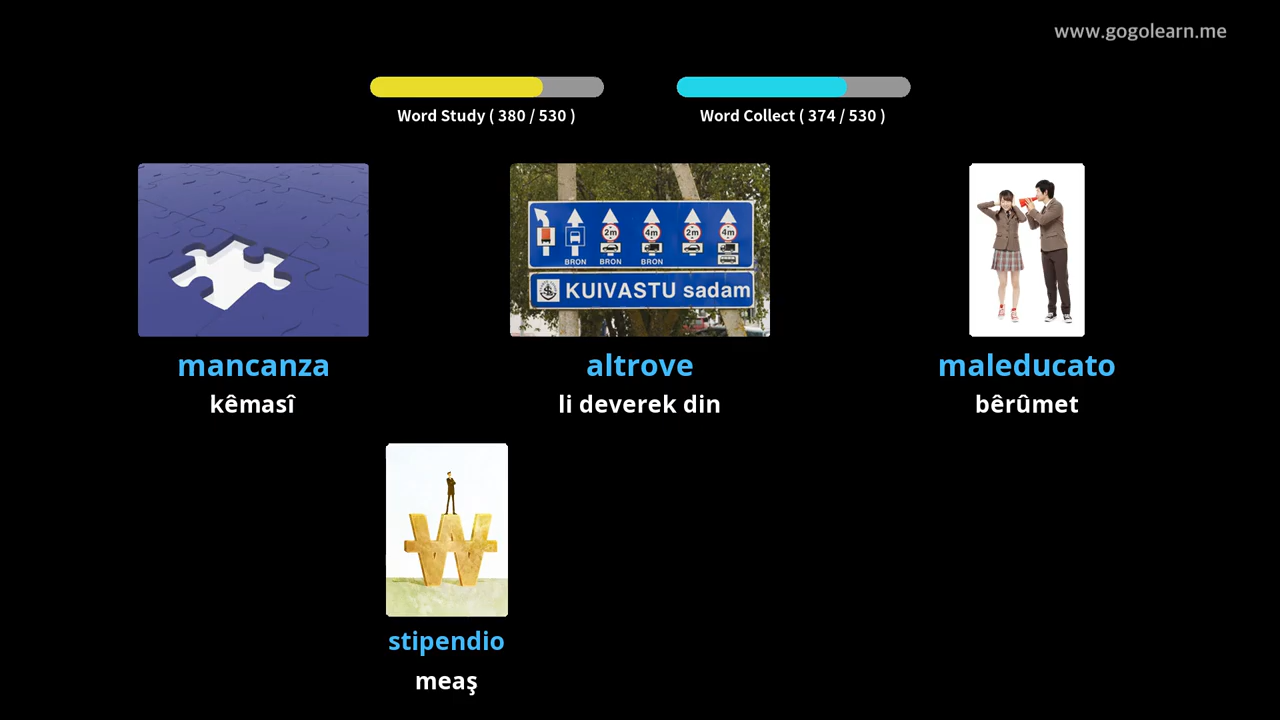 www.gogolearn.me
Word Study ( 380 / 530 )
Word Collect ( 374 / 530 )
BRON
BRON
BRON
2m
4m
2m
4m
KUIVASTU sadam
mancanza
kêmasî
altrove
li deverek din
maleducato
bêrûmet
stipendio
meaş